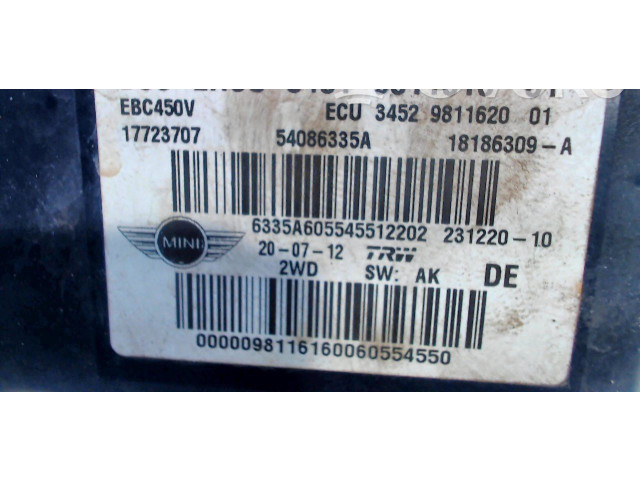 EBC450V ECU 3452 9811620 01
17723707 54086335A 18186309-A
6335A605545512202 231220-10
MINI 20-07-12 TRW
2WD SW: AK DE
0000098116160060554550